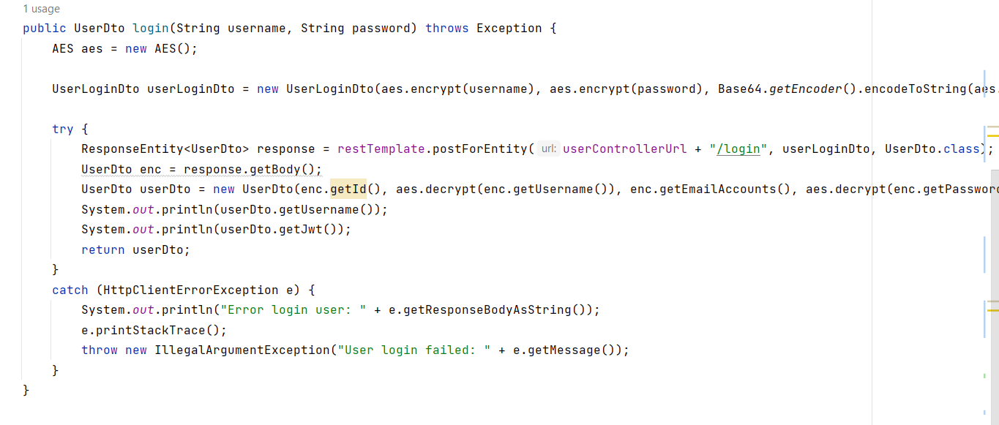 1 usage
public UserDto login(String username, String password) throws Exception {
AES aes = new AES();
UserLoginDto userLoginDto = new UserLoginDto(aes.encrypt(username), aes.encrypt(password), Base64.getEncoder().encodeToString(aes.
try {
ResponseEntity<UserDto> response = restTemplate.postForEntity( url: userControllerUrl + "/login", userLoginDto, UserDto.class);
UserDto enc = response.getBody();
UserDto userDto = new UserDto(enc.getId(), aes.decrypt(enc.getUsername()), enc.getEmailAccounts(), aes.decrypt(enc.getPassword
System.out.println(userDto.getUsername());
System.out.println(userDto.getJwt());
return userDto;
}
catch (HttpClientErrorException e) {
System.out.println("Error login user: " + e.getResponseBodyAsString());
e.printStackTrace();
throw new IllegalArgumentException("User login failed: " + e.getMessage());
}
}